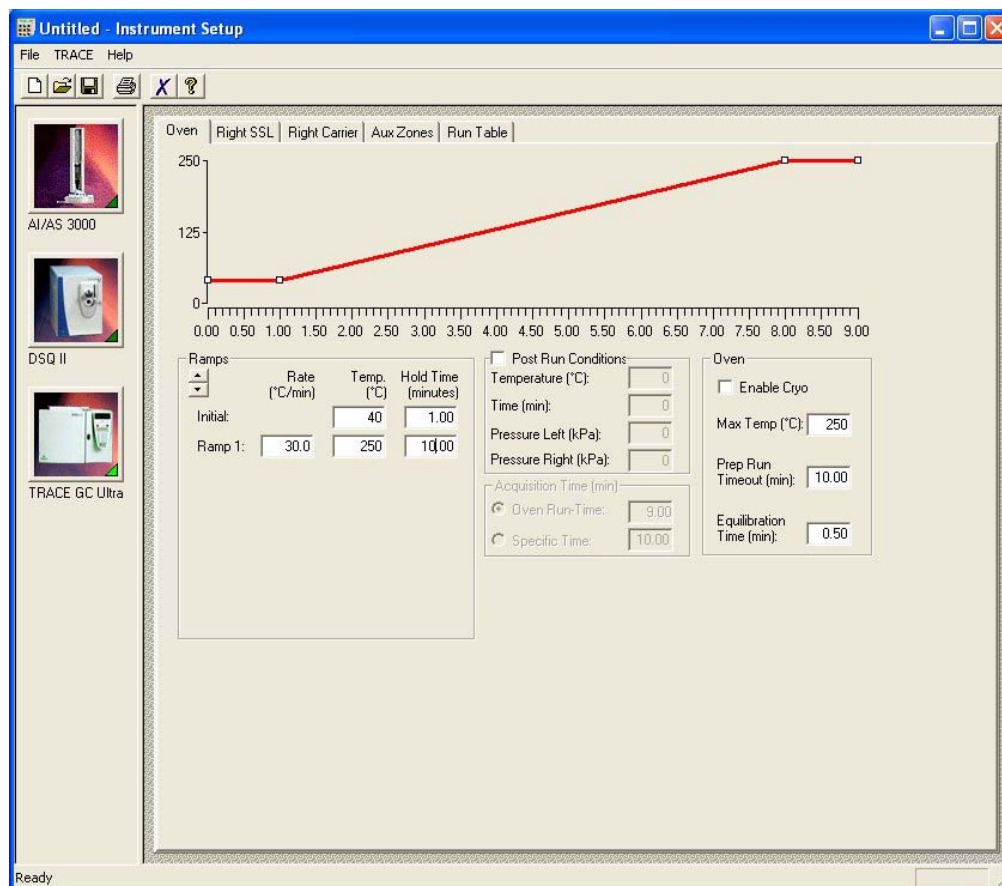 Untitled - Instrument Setup
File TRACE Help
AI/AS 3000
DSQ II
TRACE GC Ultra
Oven Right SSL Right Carrier Aux Zones Run Table
250
125
0
0.00 0.50 1.00 1.50 2.00 2.50 3.00 3.50 4.00 4.50 5.00 5.50 6.00 6.50 7.00 7.50 8.00 8.50 9.00
Ramps
Rate Temp. Hold Time
(°C/min) (°C) (minutes)
Initial: 40 1.00
Ramp 1: 30.0 250 10.00
Post Run Conditions
Temperature (°C): 0
Time (min): 0
Pressure Left (kPa): 0
Pressure Right (kPa): 0
Acquisition Time (min)
Oven Run-Time: 9.00
Specific Time: 10.00
Oven
Enable Cryo
Max Temp (°C): 250
Prep Run
Timeout (min): 10.00
Equilibration
Time (min): 0.50
Ready